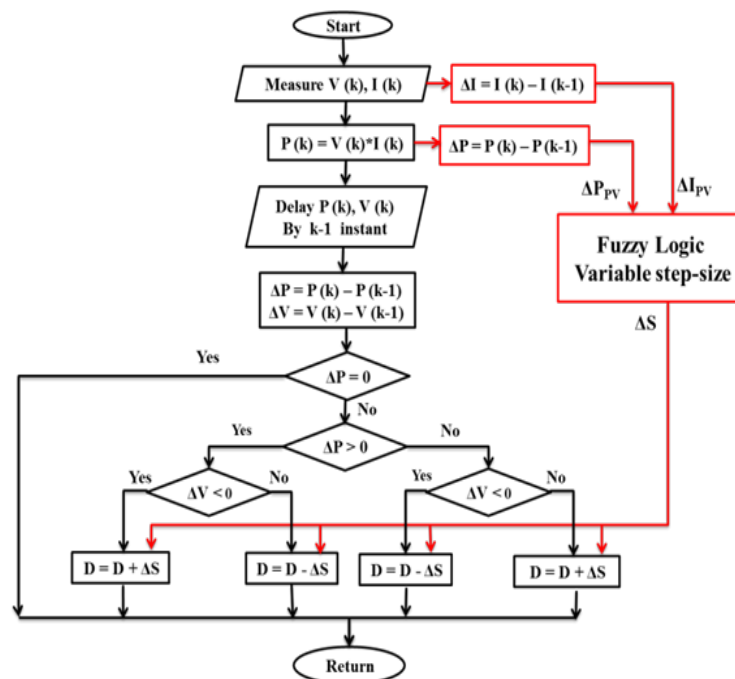 Start
Measure V (k), I (k)
ΔI = I (k) – I (k-1)
P (k) = V (k)*I (k)
ΔP = P (k) – P (k-1)
ΔP_PV
ΔI_PV
Delay P (k), V (k)
By k-1 instant
Fuzzy Logic
Variable step-size
ΔP = P (k) – P (k-1)
ΔV = V (k) – V (k-1)
ΔS
Yes
ΔP = 0
No
Yes
ΔP > 0
No
Yes
ΔV < 0
No
Yes
ΔV < 0
No
D = D + ΔS
D = D - ΔS
D = D - ΔS
D = D + ΔS
Return